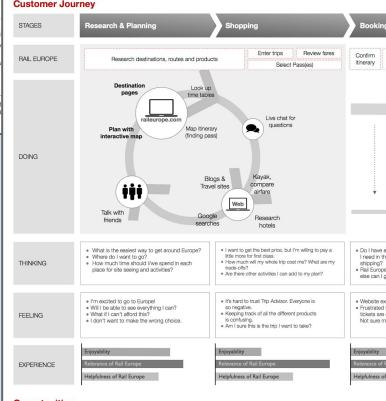 Customer Journey
STAGES
Research & Planning
Shopping
Booking
RAIL EUROPE
Research destinations, routes and products
Enter trips
Review fares
Select Pass(es)
Confirm
itinerary
DOING
Destination
pages
Look up
time tables
raileurope.com
Plan with
interactive map
Map itinerary
(finding pass)
Live chat for
questions
Blogs &
Travel sites
Kayak,
compare
airfare
Web
Talk with
friends
Google
searches
Research
hotels
THINKING
• What is the easiest way to get around Europe?
• Where do I want to go?
• How much time should I/we spend in each
place for site seeing and activities?
• I want to get the best price, but I'm willing to pay a
little more for first class.
• How much will my whole trip cost me? What are my
trade-offs?
• Are there other activities I can add to my plan?
• Do I have
I need in th
shipping?
• Rail Europe
else can I g
FEELING
• I'm excited to go to Europe!
• Will I be able to see everything I can?
• What if I can't afford this?
• I don't want to make the wrong choice.
• It's hard to trust Trip Advisor. Everyone is
so negative.
• Keeping track of all the different products
is confusing.
• Am I sure this is the trip I want to take?
• Website ex
• Frustrated
tickets are
Not sure m
EXPERIENCE
Enjoyability
Relevance of Rail Europe
Helpfulness of Rail Europe
Enjoyability
Relevance of Rail Europe
Helpfulness of Rail Europe
Enjoyability
Relevance of
Helpfulness of